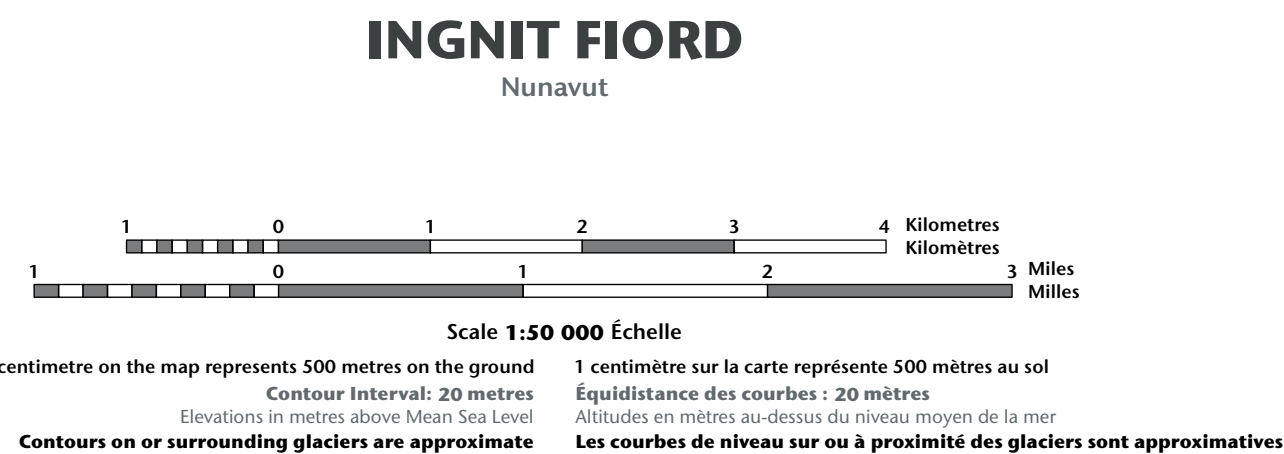 INGNIT FIORD
Nunavut
1 0 1 2 3 4 Kilometres
Kilomètres
1 0 1 2 3 Miles
Milles
Scale 1:50 000 Échelle
centimetre on the map represents 500 metres on the ground
Contour Interval: 20 metres
Elevations in metres above Mean Sea Level
Contours on or surrounding glaciers are approximate
1 centimètre sur la carte représente 500 mètres au sol
Équidistance des courbes : 20 mètres
Altitudes en mètres au-dessus du niveau moyen de la mer
Les courbes de niveau sur ou à proximité des glaciers sont approximatives